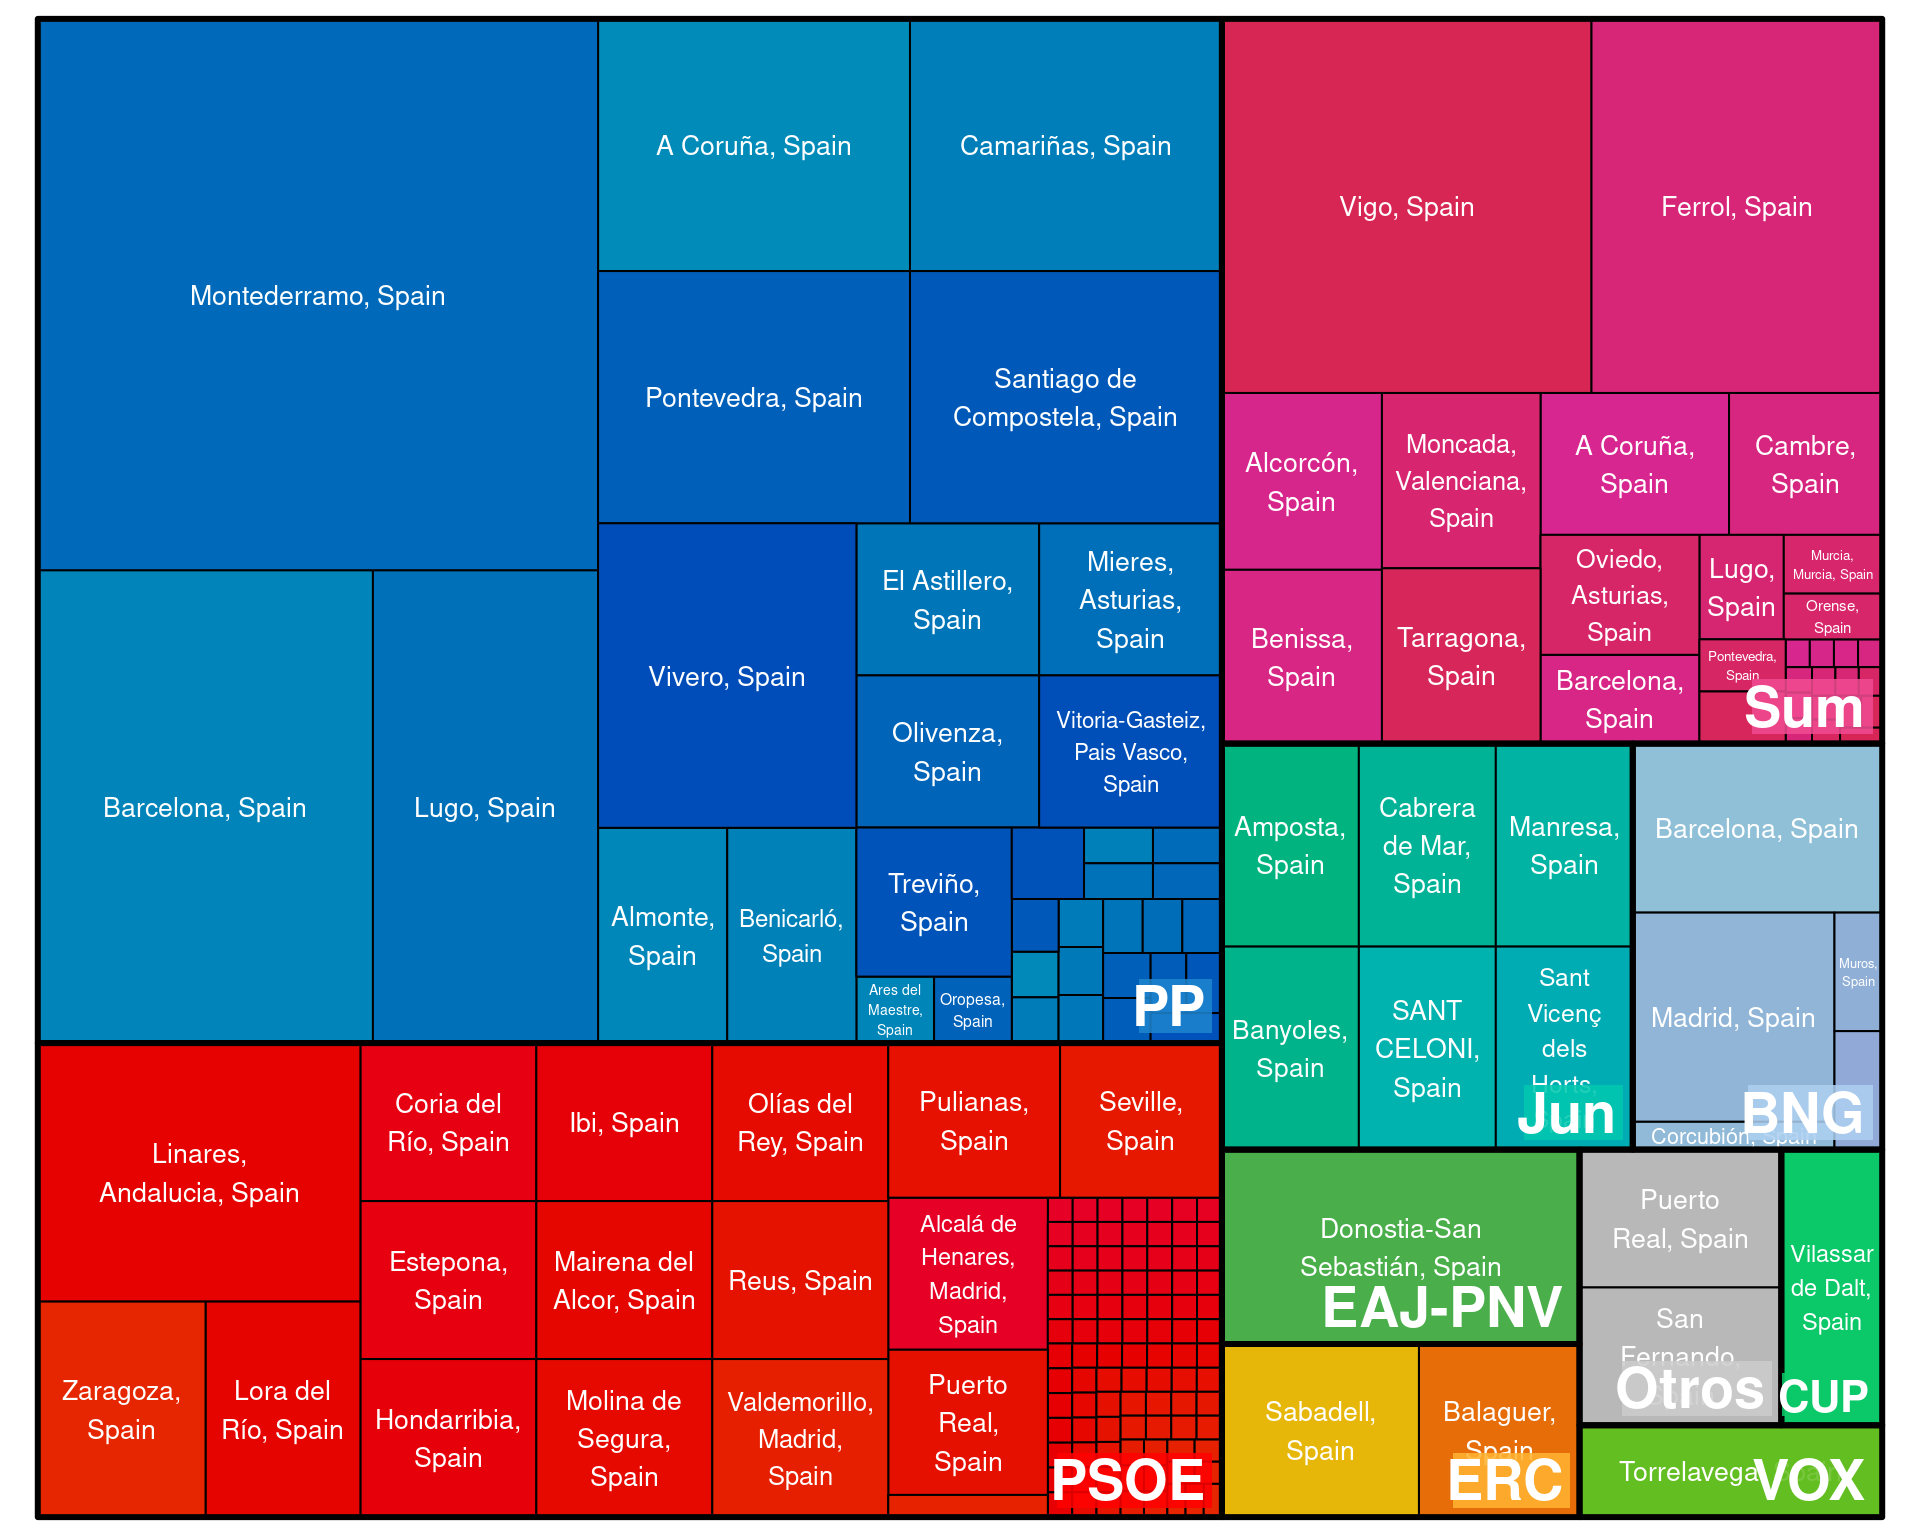 Montederramo, Spain
A Coruña, Spain
Camariñas, Spain
Pontevedra, Spain
Santiago de
Compostela, Spain
Barcelona, Spain
Lugo, Spain
Vivero, Spain
El Astillero,
Spain
Mieres,
Asturias,
Spain
Olivenza,
Spain
Vitoria-Gasteiz,
Pais Vasco,
Spain
Almonte,
Spain
Benicarló,
Spain
Treviño,
Spain
Ares del
Maestre,
Spain
Oropesa,
Spain
PP
Vigo, Spain
Ferrol, Spain
Alcorcón,
Spain
Moncada,
Valenciana,
Spain
A Coruña,
Spain
Cambre,
Spain
Benissa,
Spain
Tarragona,
Spain
Oviedo,
Asturias,
Spain
Lugo,
Spain
Murcia,
Murcia, Spain
Orense,
Spain
Barcelona,
Spain
Pontevedra,
Spain
Sum
Amposta,
Spain
Cabrera
de Mar,
Spain
Manresa,
Spain
Banyoles,
Spain
SANT
CELONI,
Spain
Sant
Vicenç
dels
Horts,
Jun
Barcelona, Spain
Madrid, Spain
Muros,
Spain
Corcubión, Spain
BNG
Linares,
Andalucia, Spain
Zaragoza,
Spain
Lora del
Río, Spain
Coria del
Río, Spain
Ibi, Spain
Olías del
Rey, Spain
Estepona,
Spain
Mairena del
Alcor, Spain
Reus, Spain
Hondarribia,
Spain
Molina de
Segura,
Spain
Valdemorillo,
Madrid,
Spain
Pulianas,
Spain
Seville,
Spain
Alcalá de
Henares,
Madrid,
Spain
Puerto
Real,
Spain
PSOE
Donostia-San
Sebastián, Spain
EAJ-PNV
Sabadell,
Spain
Balaguer,
Spain
ERC
Puerto
Real, Spain
San
Fernando,
Otros
Vilassar
de Dalt,
Spain
CUP
Torrelavega
VOX